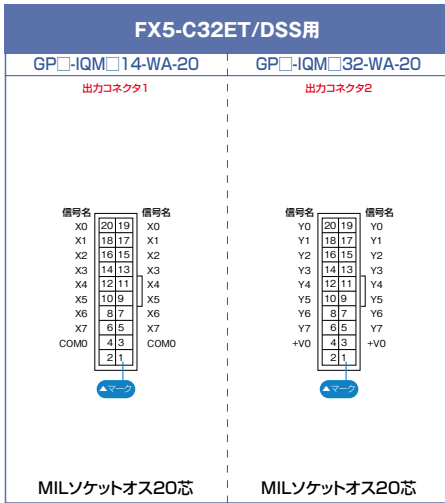 FX5-C32ET/DSS用
GP□-IQM□14-WA-20
GP□-IQM□32-WA-20
出力コネクタ1
出力コネクタ2
信号名 信号名
X0 20 19 X0
X1 18 17 X1
X2 16 15 X2
X3 14 13 X3
X4 12 11 X4
X5 10 9 X5
X6 8 7 X6
X7 6 5 X7
COM0 4 3 COM0
2 1
▲マーク
信号名 信号名
Y0 20 19 Y0
Y1 18 17 Y1
Y2 16 15 Y2
Y3 14 13 Y3
Y4 12 11 Y4
Y5 10 9 Y5
Y6 8 7 Y6
Y7 6 5 Y7
+V0 4 3 +V0
2 1
▲マーク
MILソケットオス20芯
MILソケットオス20芯